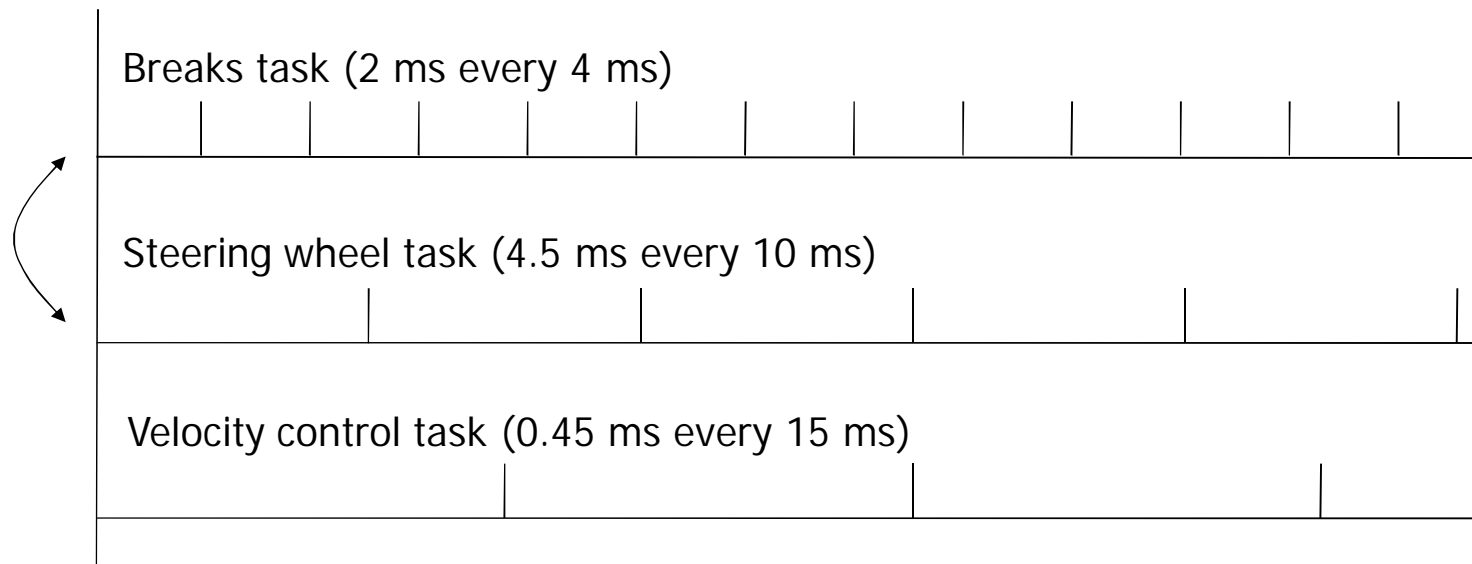 Breaks task (2 ms every 4 ms)
Steering wheel task (4.5 ms every 10 ms)
Velocity control task (0.45 ms every 15 ms)